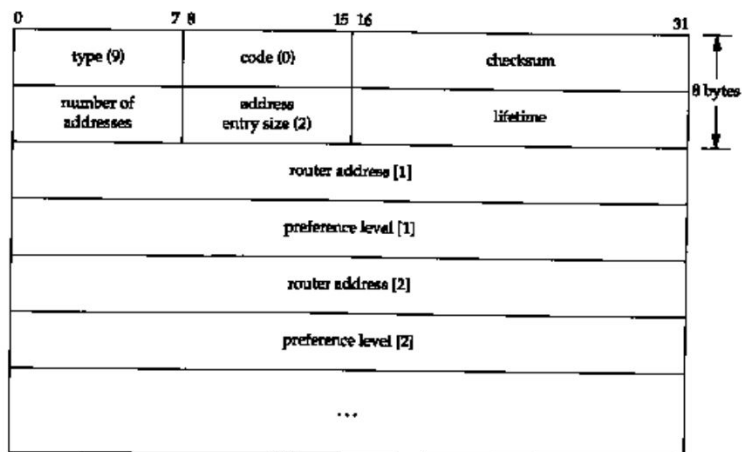 0 7 8 15 16 31
type (9) code (0) checksum
8 bytes
number of addresses
address entry size (2)
lifetime
router address [1]
preference level [1]
router address [2]
preference level [2]
...